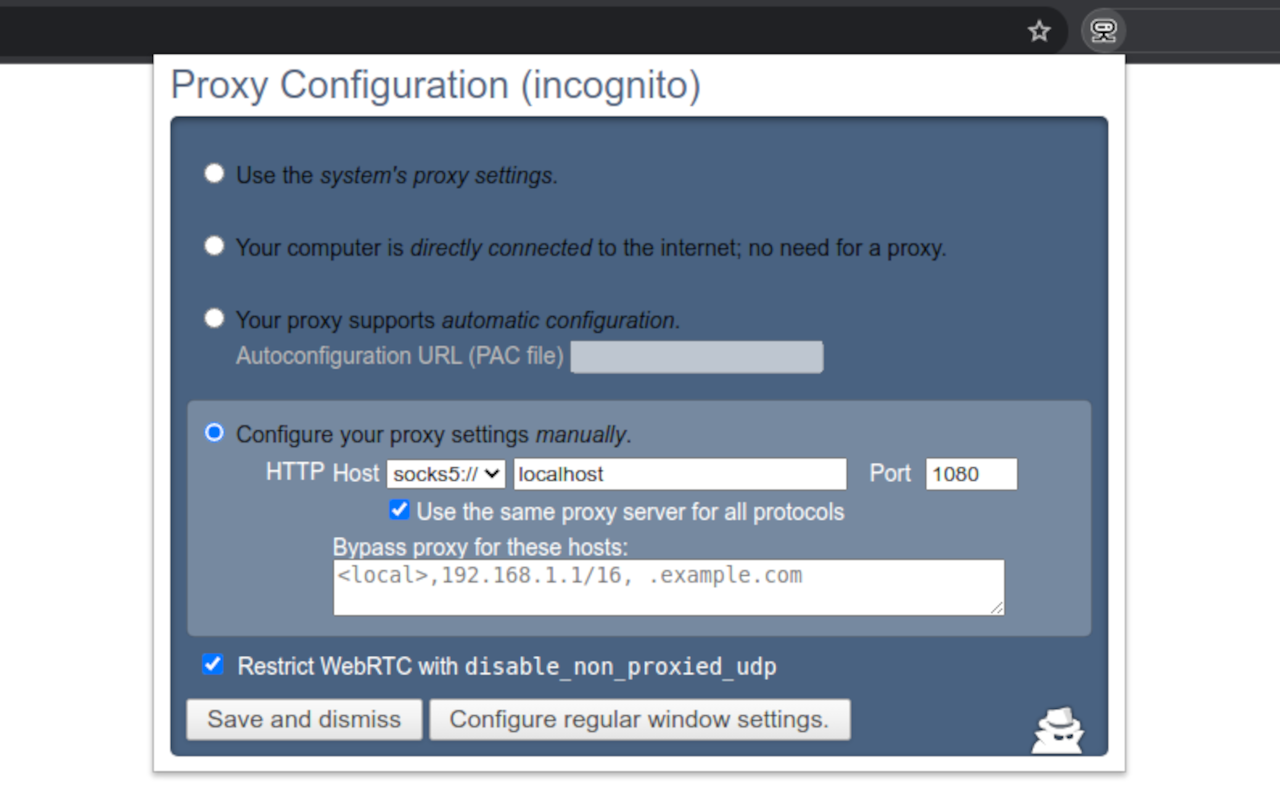 Proxy Configuration (incognito)
Use the system's proxy settings.
Your computer is directly connected to the internet; no need for a proxy.
Your proxy supports automatic configuration.
Autoconfiguration URL (PAC file)
Configure your proxy settings manually.
HTTP Host socks5:// localhost Port 1080
Use the same proxy server for all protocols
Bypass proxy for these hosts:
<local>,192.168.1.1/16, .example.com
Restrict WebRTC with disable_non_proxied_udp
Save and dismiss Configure regular window settings.